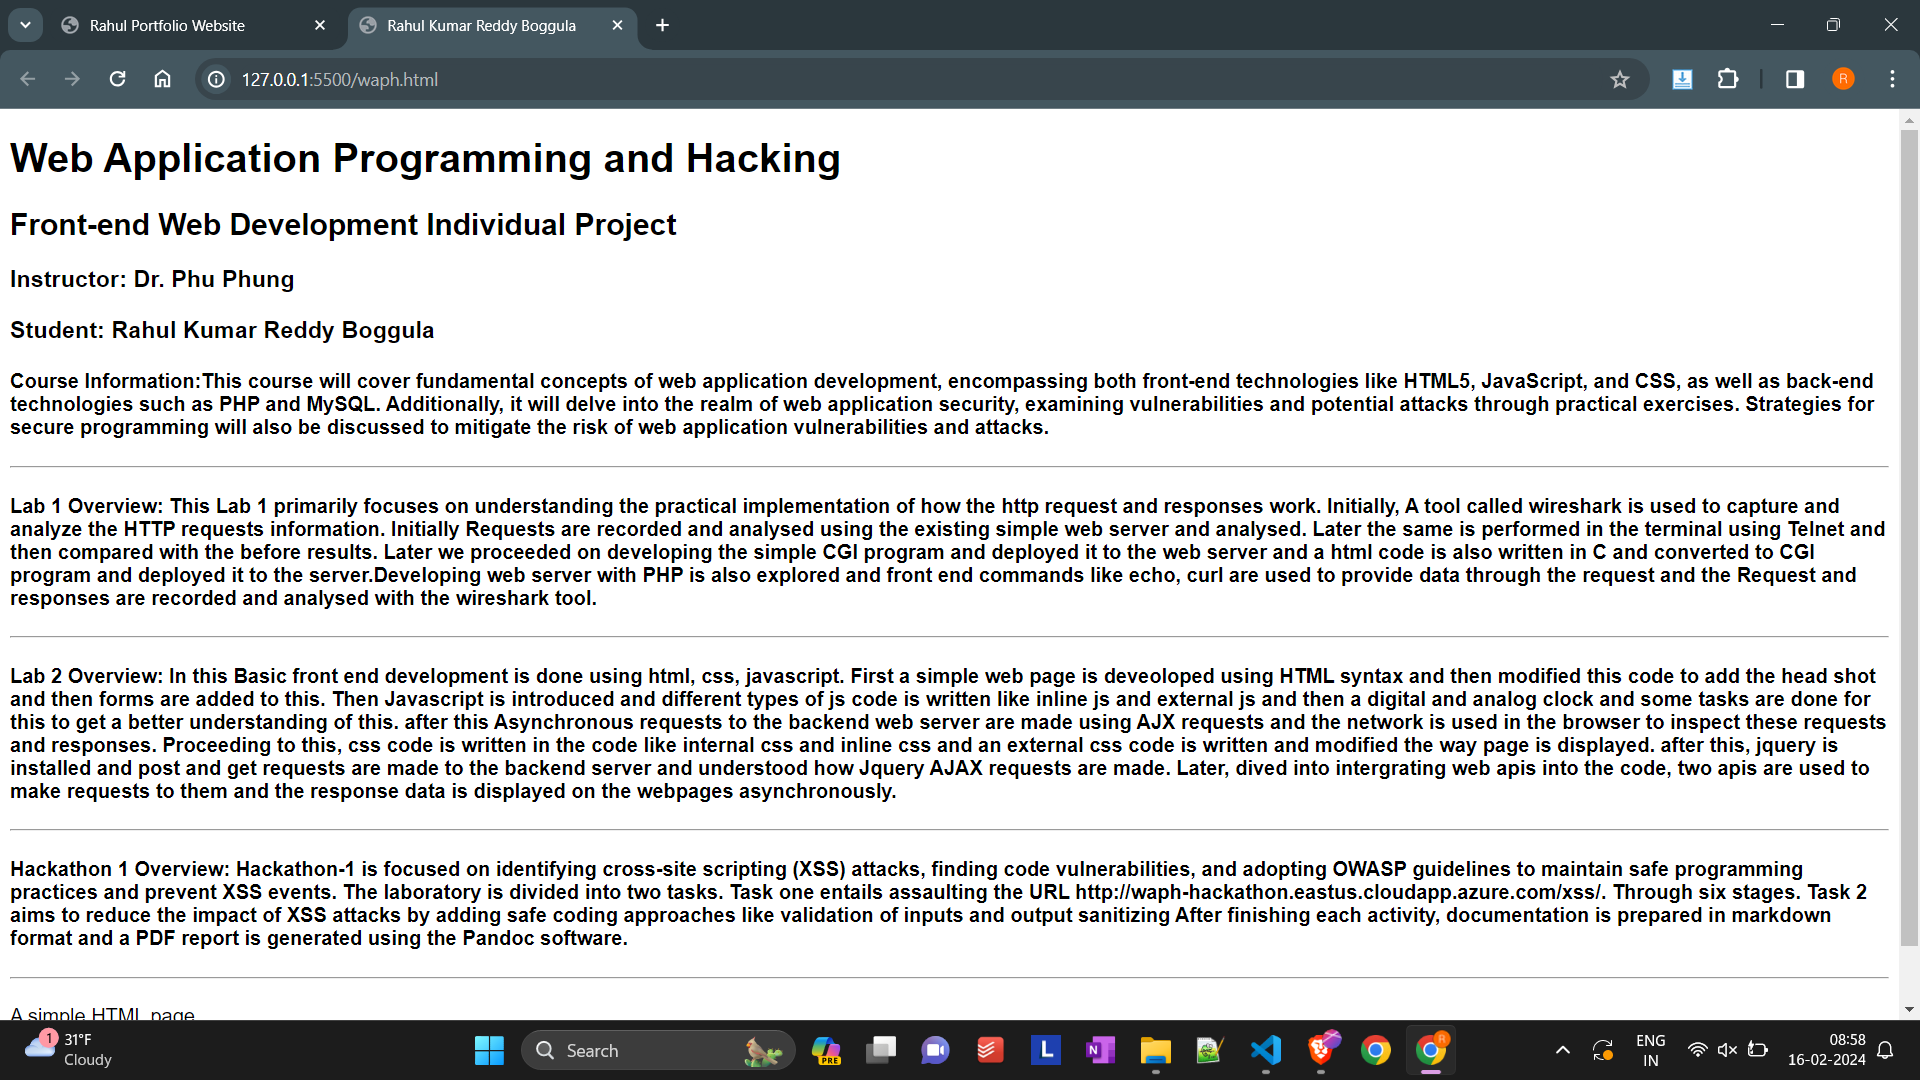 Rahul Portfolio Website
Rahul Kumar Reddy Boggula
127.0.0.1:5500/waph.html
R
Web Application Programming and Hacking
Front-end Web Development Individual Project
Instructor: Dr. Phu Phung
Student: Rahul Kumar Reddy Boggula
Course Information:This course will cover fundamental concepts of web application development, encompassing both front-end technologies like HTML5, JavaScript, and CSS, as well as back-end
technologies such as PHP and MySQL. Additionally, it will delve into the realm of web application security, examining vulnerabilities and potential attacks through practical exercises. Strategies for
secure programming will also be discussed to mitigate the risk of web application vulnerabilities and attacks.
Lab 1 Overview: This Lab 1 primarily focuses on understanding the practical implementation of how the http request and responses work. Initially, A tool called wireshark is used to capture and
analyze the HTTP requests information. Initially Requests are recorded and analysed using the existing simple web server and analysed. Later the same is performed in the terminal using Telnet and
then compared with the before results. Later we proceeded on developing the simple CGI program and deployed it to the web server and a html code is also written in C and converted to CGI
program and deployed it to the server.Developing web server with PHP is also explored and front end commands like echo, curl are used to provide data through the request and the Request and
responses are recorded and analysed with the wireshark tool.
Lab 2 Overview: In this Basic front end development is done using html, css, javascript. First a simple web page is deveoloped using HTML syntax and then modified this code to add the head shot
and then forms are added to this. Then Javascript is introduced and different types of js code is written like inline js and external js and then a digital and analog clock and some tasks are done for
this to get a better understanding of this. after this Asynchronous requests to the backend web server are made using AJX requests and the network is used in the browser to inspect these requests
and responses. Proceeding to this, css code is written in the code like internal css and inline css and an external css code is written and modified the way page is displayed. after this, jquery is
installed and post and get requests are made to the backend server and understood how Jquery AJAX requests are made. Later, dived into intergrating web apis into the code, two apis are used to
make requests to them and the response data is displayed on the webpages asynchronously.
Hackathon 1 Overview: Hackathon-1 is focused on identifying cross-site scripting (XSS) attacks, finding code vulnerabilities, and adopting OWASP guidelines to maintain safe programming
practices and prevent XSS events. The laboratory is divided into two tasks. Task one entails assaulting the URL http://waph-hackathon.eastus.cloudapp.azure.com/xss/. Through six stages. Task 2
aims to reduce the impact of XSS attacks by adding safe coding approaches like validation of inputs and output sanitizing After finishing each activity, documentation is prepared in markdown
format and a PDF report is generated using the Pandoc software.
A simple HTML page
1
31°F
Cloudy
Search
PRE
L
N
R
ENG
IN
08:58
16-02-2024